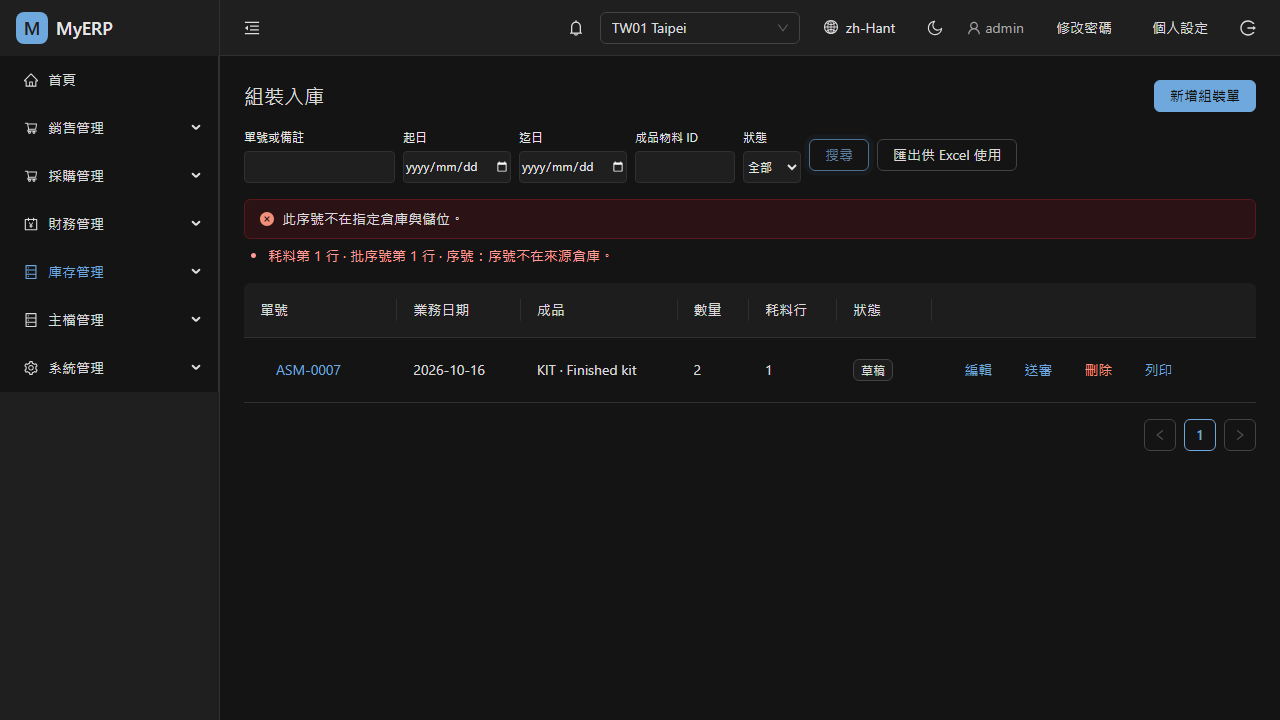 M MyERP
TW01 Taipei
zh-Hant
admin
修改密碼
個人設定
首頁
銷售管理
採購管理
財務管理
庫存管理
主檔管理
系統管理
組裝入庫
新增組裝單
單號或備註 起日 迄日 成品物料 ID 狀態
yyyy/mm/dd yyyy/mm/dd 全部 搜尋 匯出供 Excel 使用
此序號不在指定倉庫與儲位。
耗料第 1 行 · 批序號第 1 行 · 序號：序號不在來源倉庫。
單號 業務日期 成品 數量 耗料行 狀態
ASM-0007 2026-10-16 KIT · Finished kit 2 1 草稿 編輯 送審 刪除 列印
1